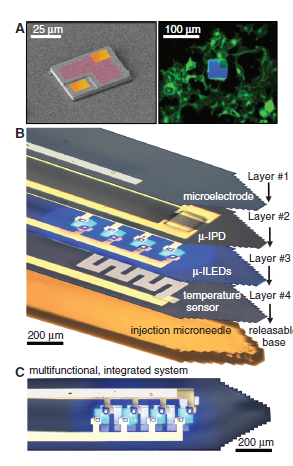 A
25 µm
100 µm
B
Layer #1
microelectrode
Layer #2
µ-IPD
Layer #3
µ-ILEDs
temperature
sensor
Layer #4
injection microneedle
releasable
base
200 µm
C multifunctional, integrated system
200 µm